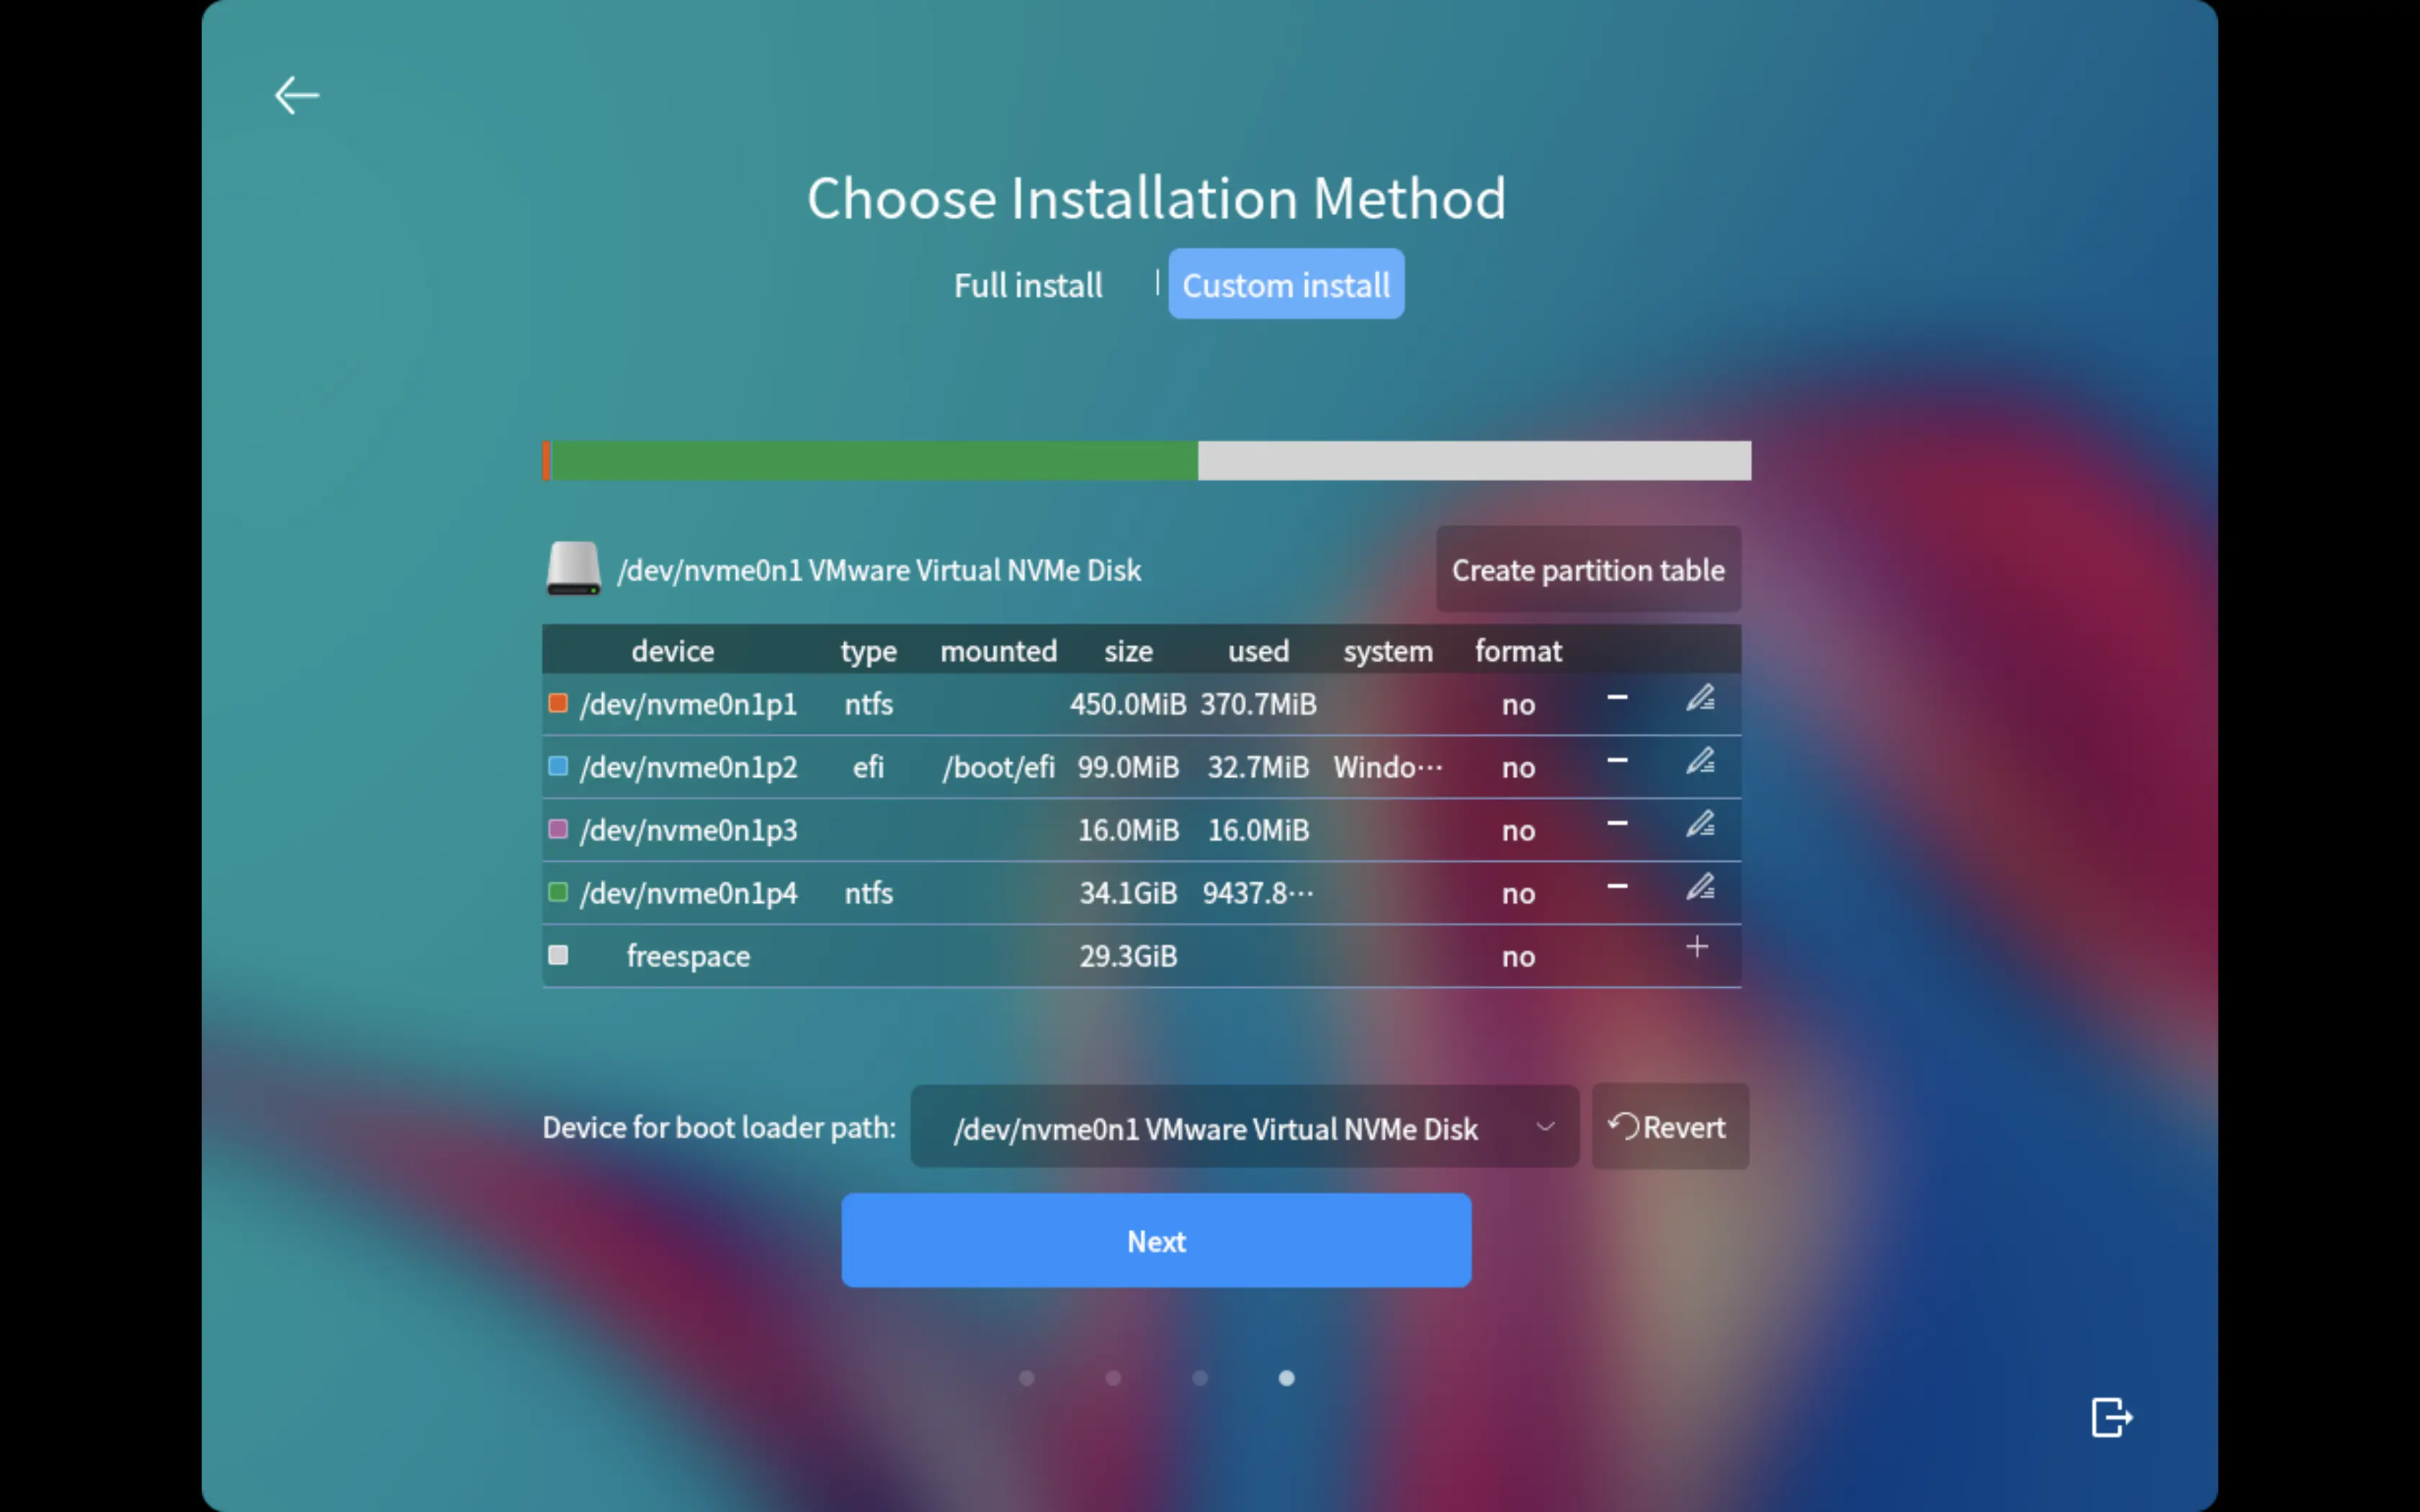 Choose Installation Method
Full install | Custom install
/dev/nvme0n1 VMware Virtual NVMe Disk Create partition table
device type mounted size used system format
/dev/nvme0n1p1 ntfs 450.0MiB 370.7MiB no
/dev/nvme0n1p2 efi /boot/efi 99.0MiB 32.7MiB Windo⋯ no
/dev/nvme0n1p3 16.0MiB 16.0MiB no
/dev/nvme0n1p4 ntfs 34.1GiB 9437.8⋯ no
freespace 29.3GiB no
Device for boot loader path: /dev/nvme0n1 VMware Virtual NVMe Disk Revert
Next